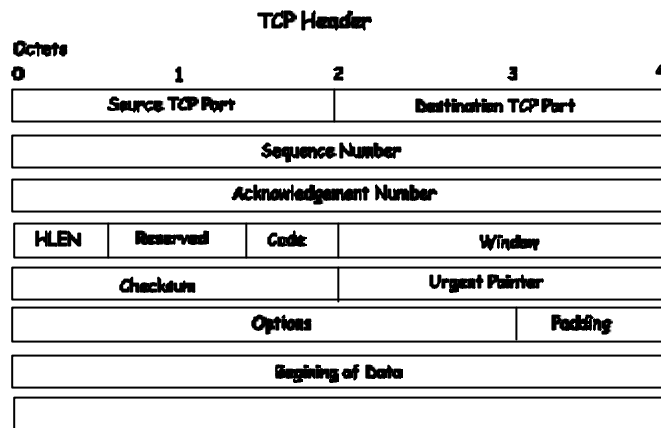 TCP Header
Octets
0 1 2 3 4
Source TCP Port Destination TCP Port
Sequence Number
Acknowledgement Number
HLEN Reserved Code Window
Checksum Urgent Pointer
Options Padding
Begining of Data